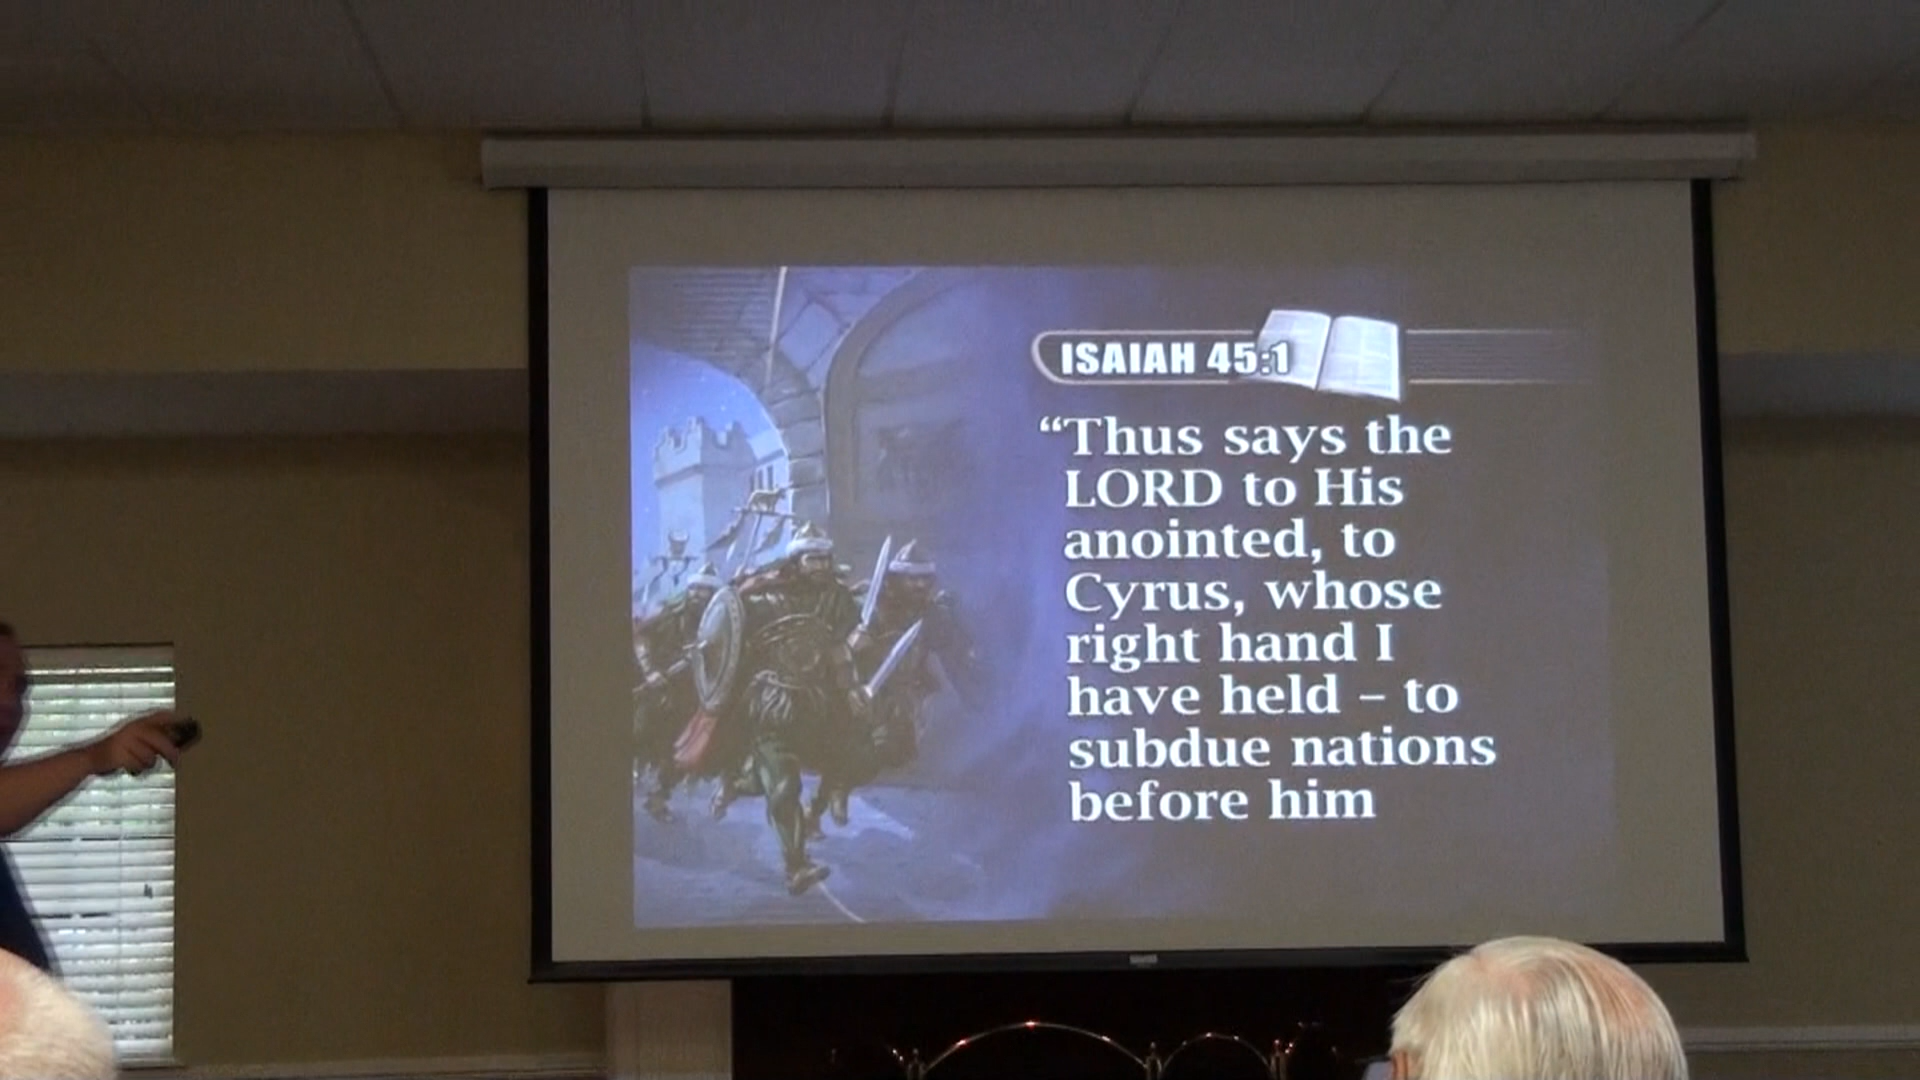 ISAIAH 45:1
“Thus says the
LORD to His
anointed, to
Cyrus, whose
right hand I
have held – to
subdue nations
before him